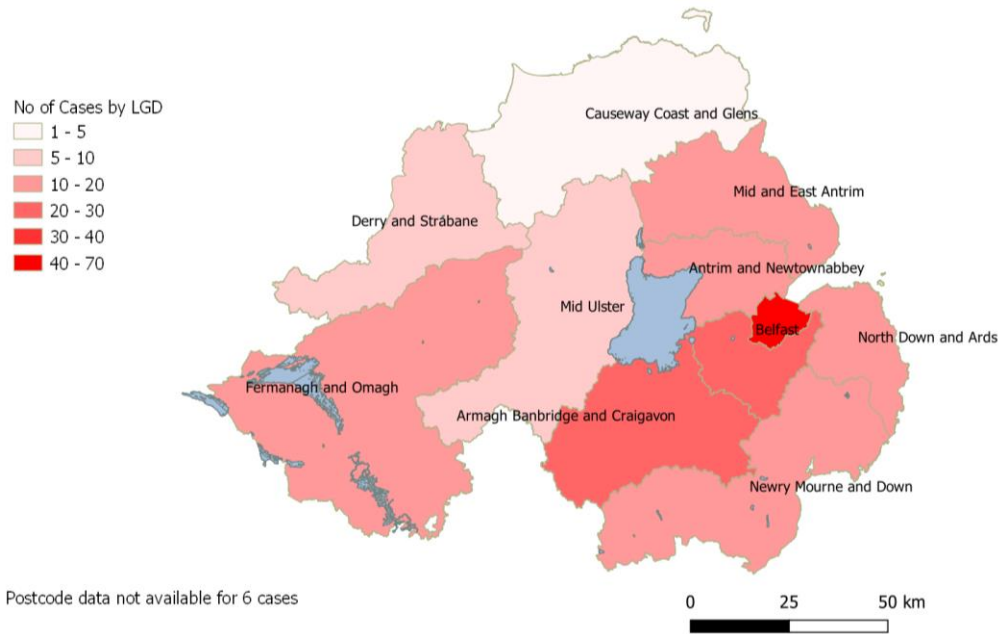 No of Cases by LGD
1 - 5
5 - 10
10 - 20
20 - 30
30 - 40
40 - 70
Causeway Coast and Glens
Mid and East Antrim
Derry and Strábane
Antrim and Newtownabbey
Mid Ulster
Belfast
North Down and Ards
Fermanagh and Omagh
Armagh Banbridge and Craigavon
Newry Mourne and Down
Postcode data not available for 6 cases
0 25 50 km